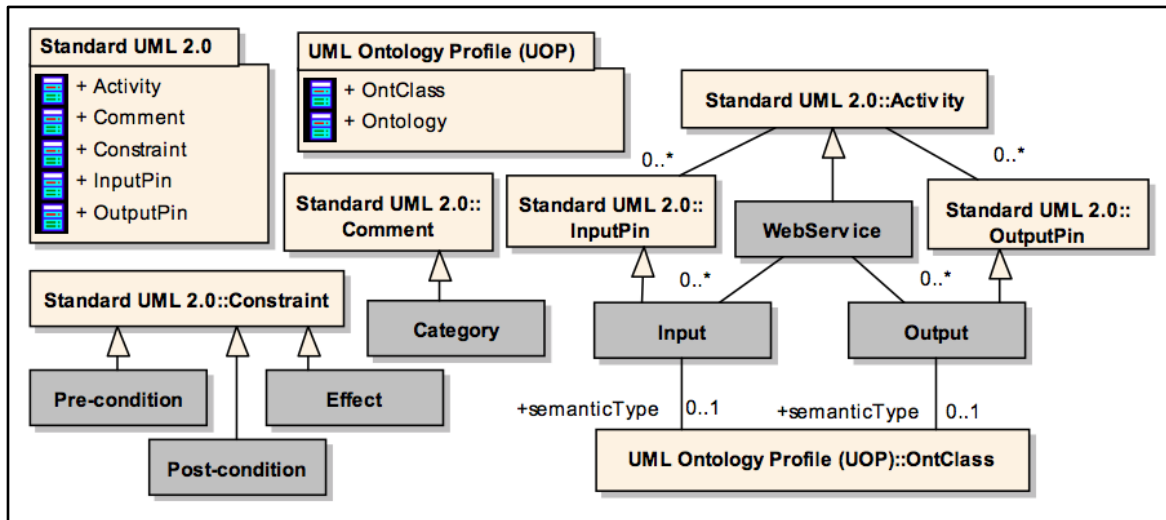 Standard UML 2.0
+ Activity
+ Comment
+ Constraint
+ InputPin
+ OutputPin
UML Ontology Profile (UOP)
+ OntClass
+ Ontology
Standard UML 2.0::Activity
0..*
0..*
Standard UML 2.0::
Comment
Standard UML 2.0::
InputPin
WebService
Standard UML 2.0::
OutputPin
Standard UML 2.0::Constraint
Category
0..*
0..*
Input
Output
Pre-condition
Effect
Post-condition
+semanticType
0..1
+semanticType
0..1
UML Ontology Profile (UOP)::OntClass